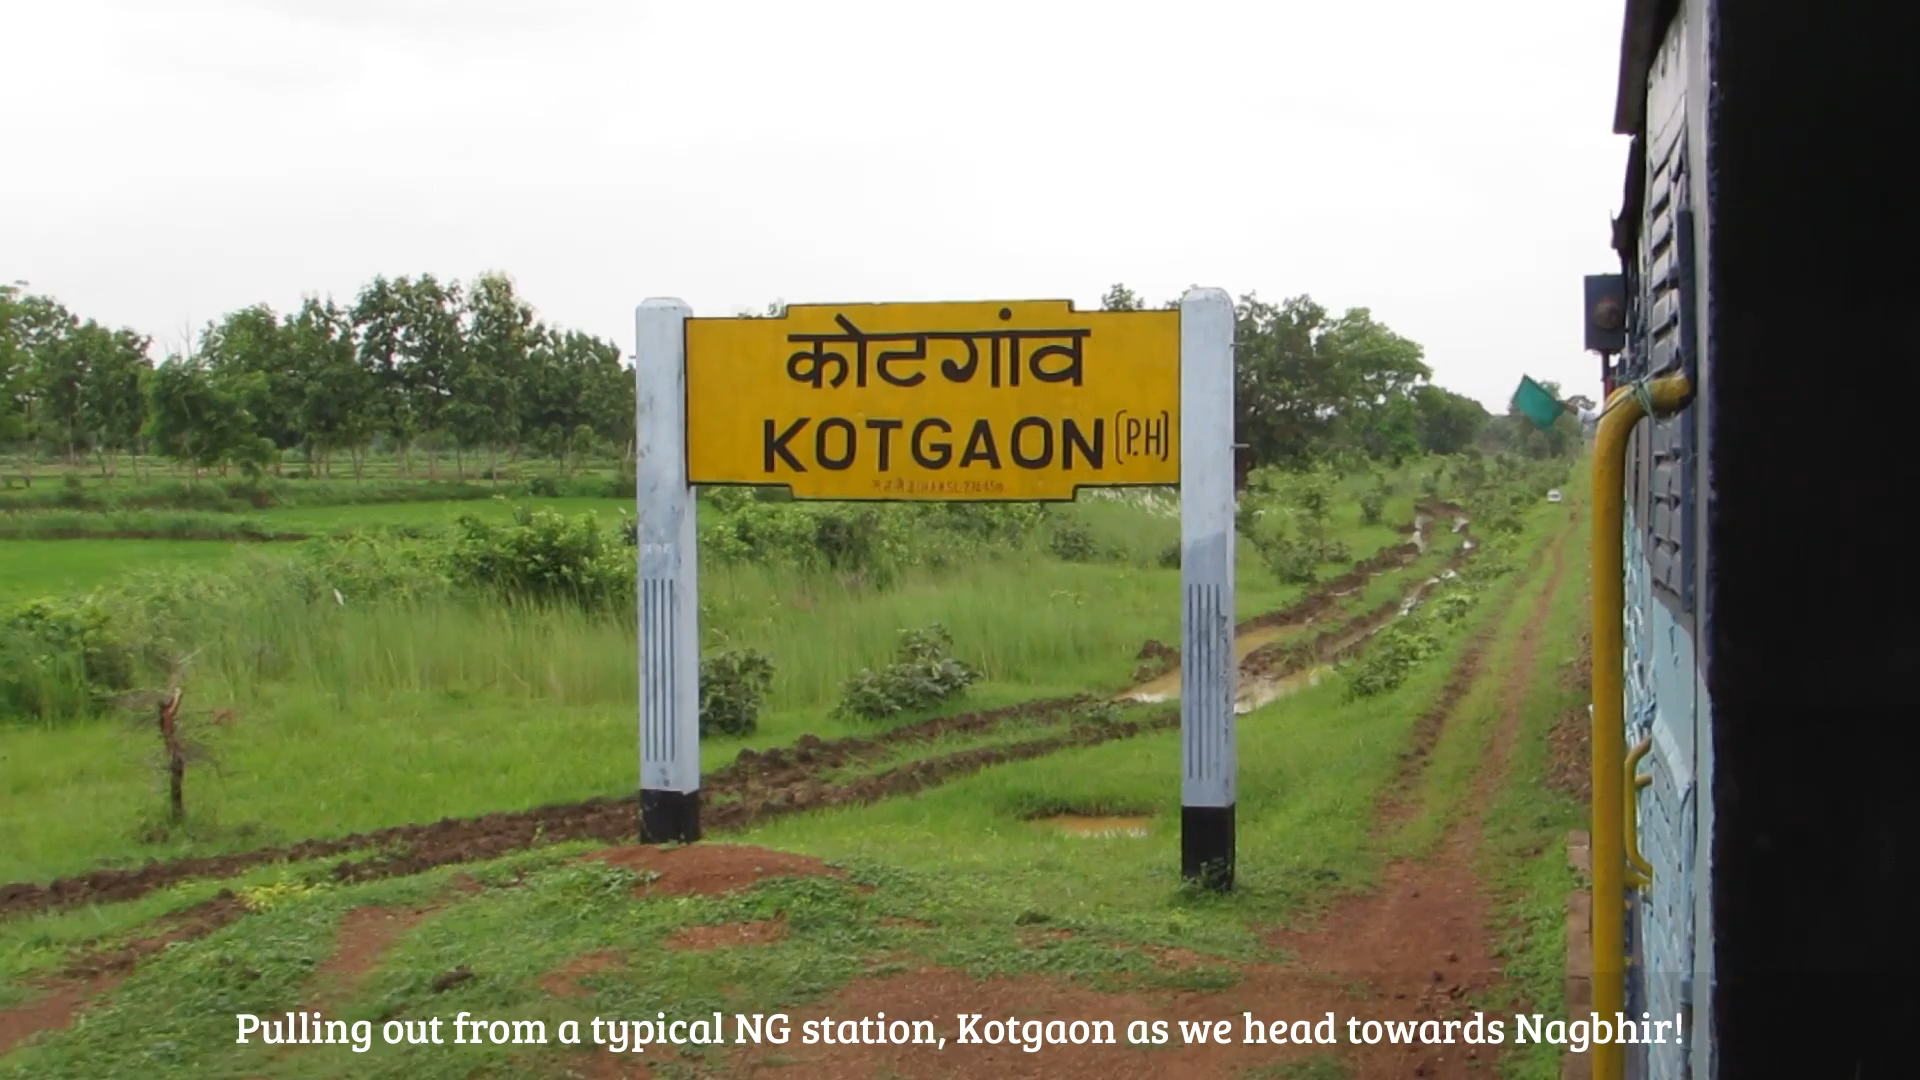 कोटगांव
KOTGAON (P.H)
Pulling out from a typical NG station, Kotgaon as we head towards Nagbhir!